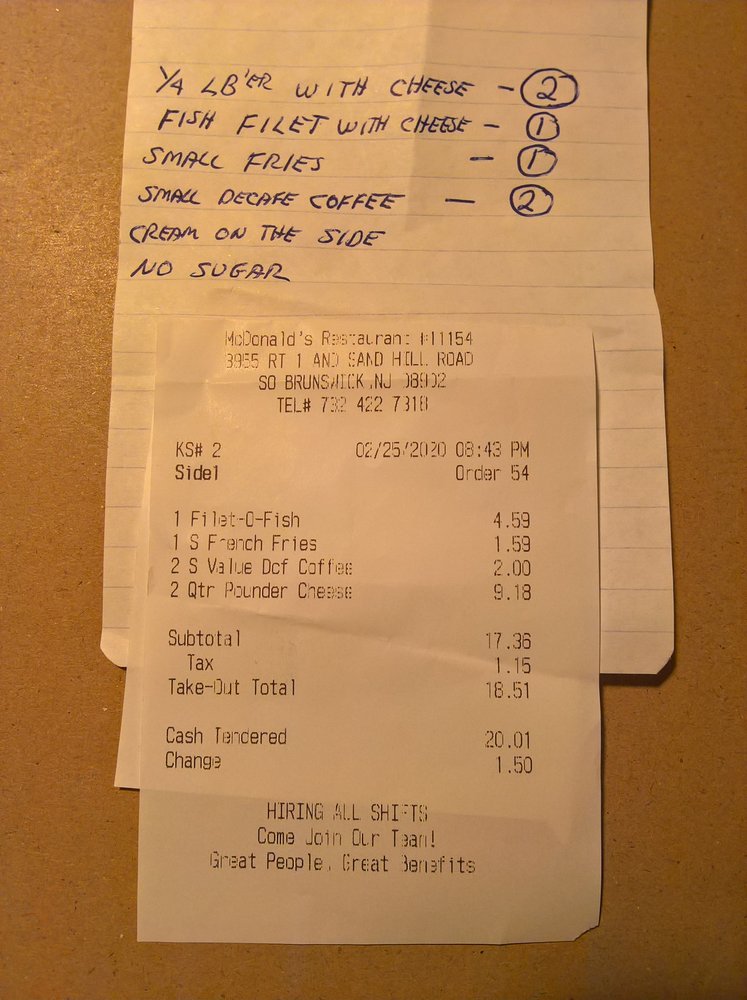 1/4 LB'ER WITH CHEESE - 2
FISH FILET WITH CHEESE - 1
SMALL FRIES - 1
SMALL DECAFE COFFEE - 2
CREAM ON THE SIDE
NO SUGAR
McDonald's Restaurant #11154
3955 RT 1 AND SAND HILL ROAD
SO BRUNSWICK ,NJ 08902
TEL# 732 422 7318
KS# 2 02/25/2020 08:43 PM
Side1 Order 54
1 Filet-O-Fish 4.59
1 S French Fries 1.59
2 S Value Dcf Coffee 2.00
2 Qtr Pounder Cheese 9.18
Subtotal 17.36
Tax 1.15
Take-Out Total 18.51
Cash Tendered 20.01
Change 1.50
HIRING ALL SHIFTS
Come Join Our Team!
Great People, Great Benefits